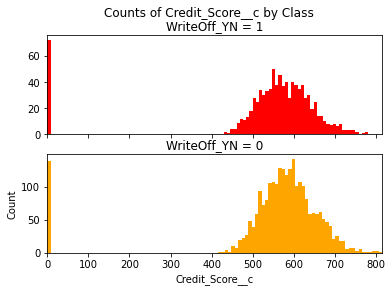 Counts of Credit_Score__c by Class
WriteOff_YN = 1
60
40
20
0
WriteOff_YN = 0
100
50
0
Count
0 100 200 300 400 500 600 700 800
Credit_Score__c